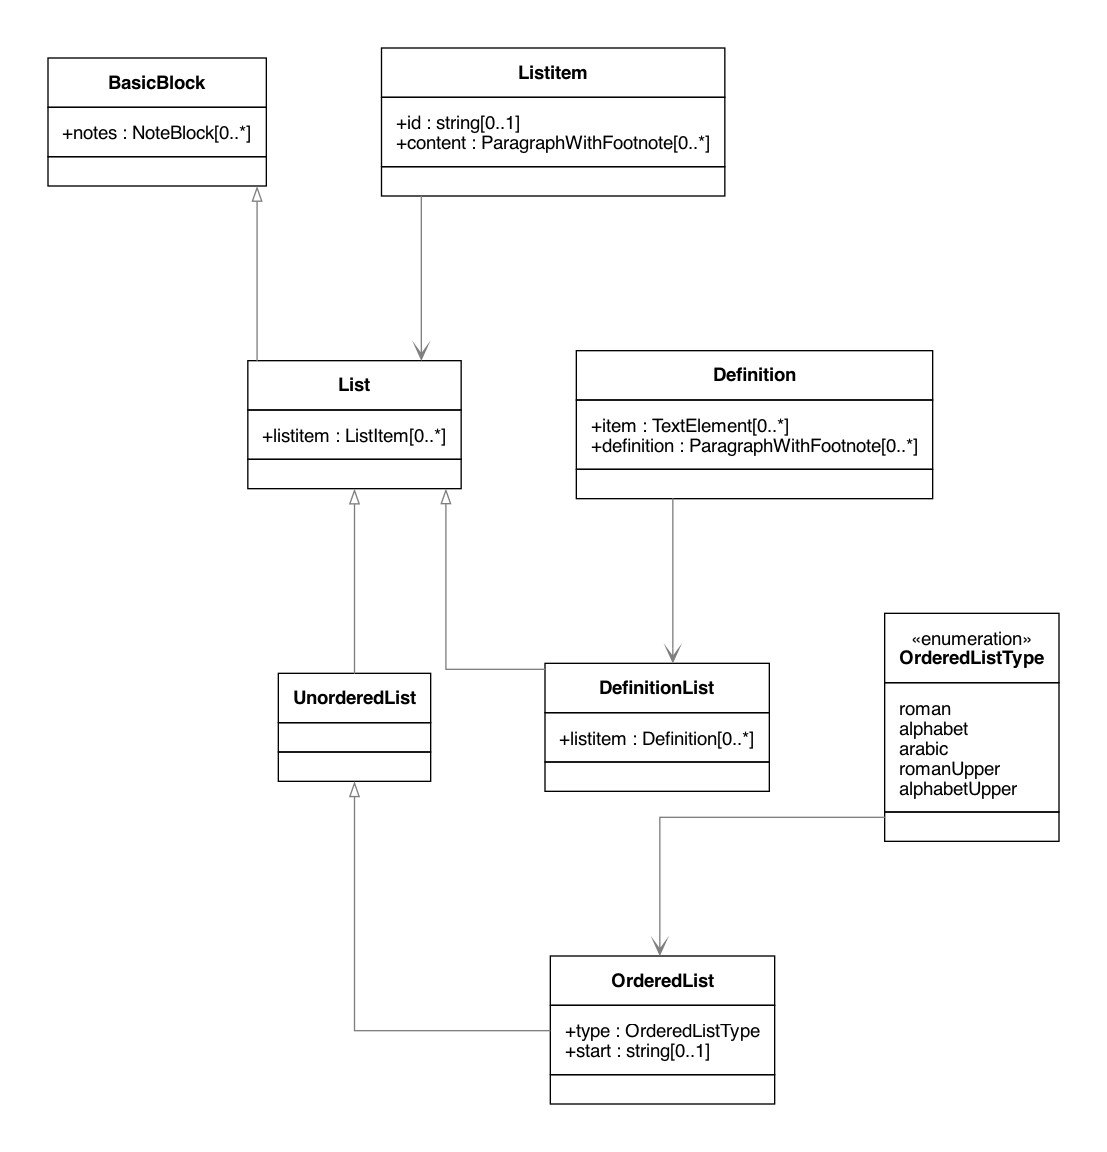 BasicBlock
+notes : NoteBlock[0..*]
Listitem
+id : string[0..1]
+content : ParagraphWithFootnote[0..*]
List
+listitem : ListItem[0..*]
Definition
+item : TextElement[0..*]
+definition : ParagraphWithFootnote[0..*]
UnorderedList
DefinitionList
+listitem : Definition[0..*]
«enumeration»
OrderedListType
roman
alphabet
arabic
romanUpper
alphabetUpper
OrderedList
+type : OrderedListType
+start : string[0..1]